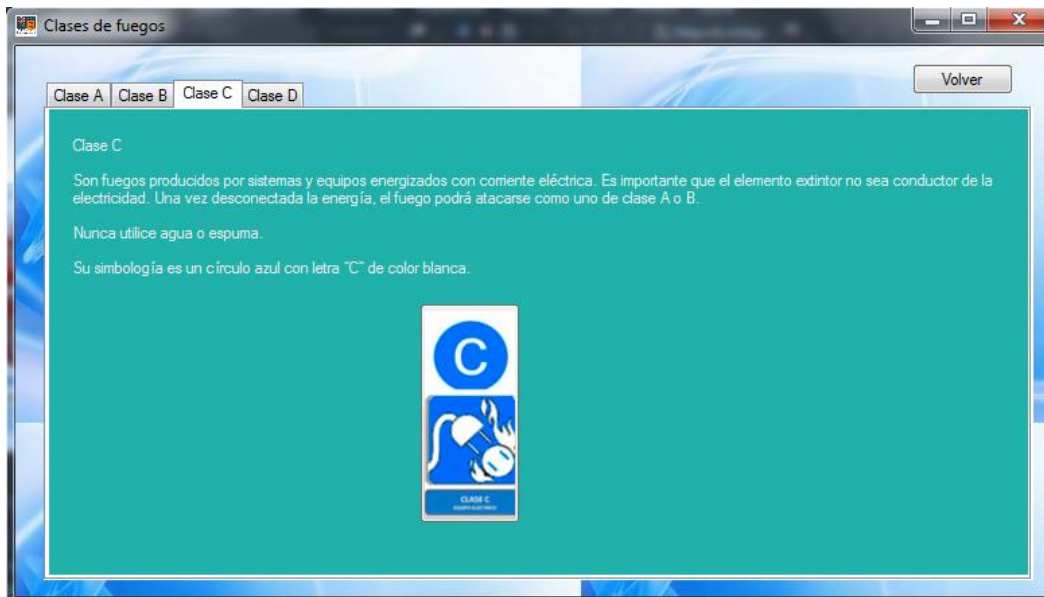 Clases de fuegos
Volver
Clase A
Clase B
Clase C
Clase D
Clase C
Son fuegos producidos por sistemas y equipos energizados con corriente eléctrica. Es importante que el elemento extintor no sea conductor de la
electricidad. Una vez desconectada la energía, el fuego podrá atacarse como uno de clase A o B.
Nunca utilice agua o espuma.
Su simbología es un círculo azul con letra "C" de color blanca.
C
CLASE C
EQUIPO ELECTRICO